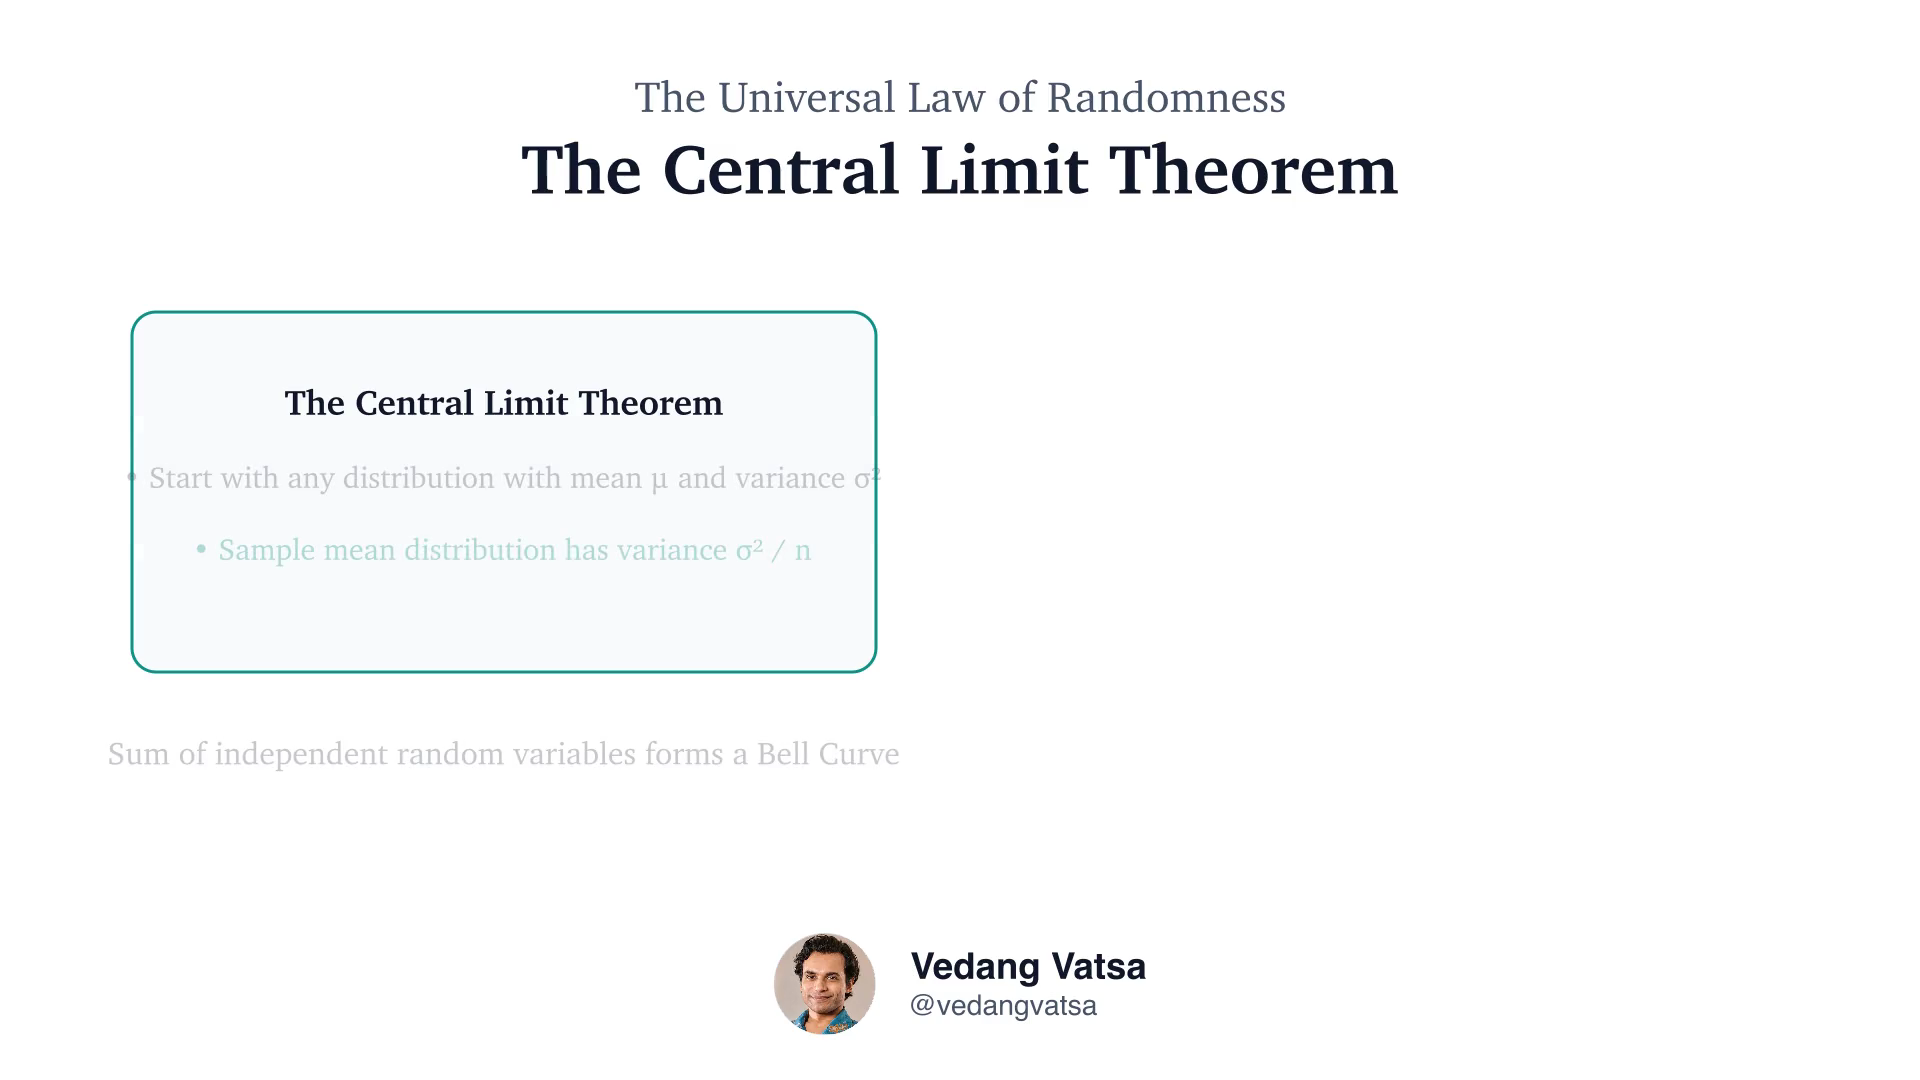 The Universal Law of Randomness
The Central Limit Theorem
The Central Limit Theorem
• Start with any distribution with mean μ and variance σ²
• Sample mean distribution has variance σ² / n
Sum of independent random variables forms a Bell Curve
Vedang Vatsa
@vedangvatsa